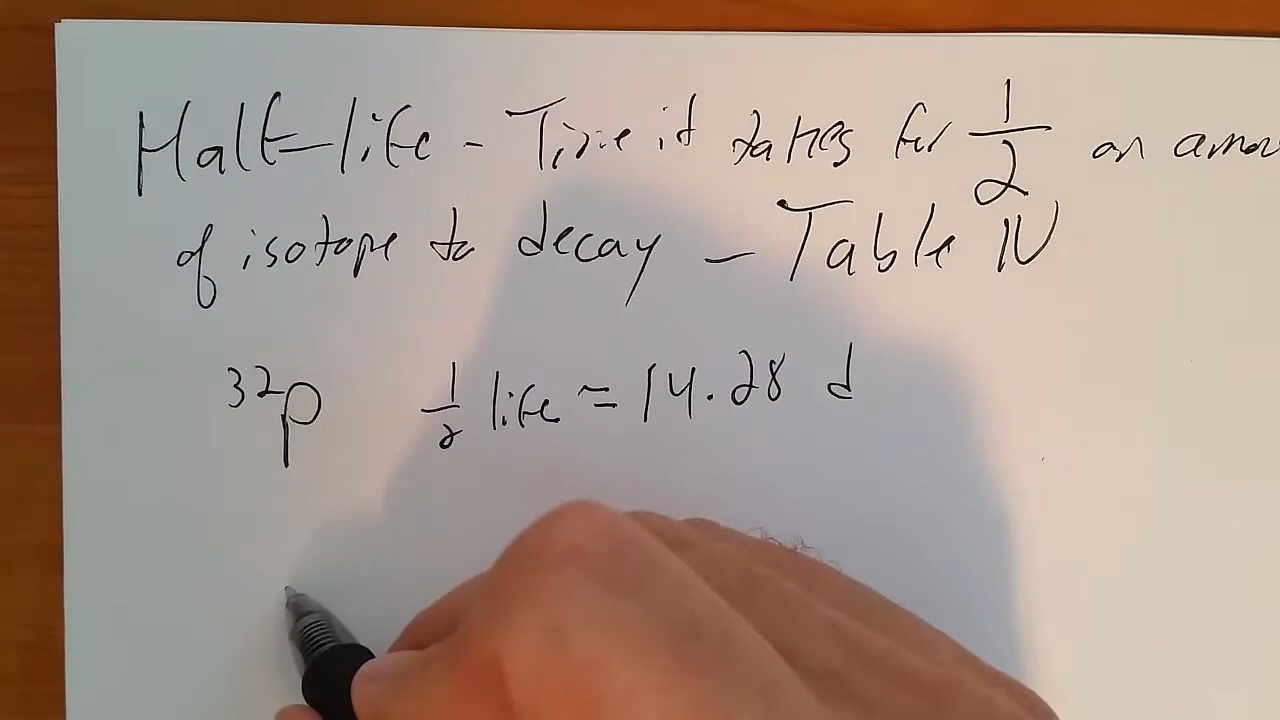 Half-life - Time it takes for 1/2 an amou
of isotope to decay - Table N
32P 1/2 life = 14.28 d